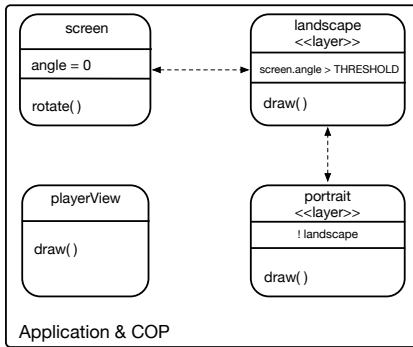 screen
angle = 0
rotate( )
landscape
<<layer>>
screen.angle > THRESHOLD
draw( )
playerView
draw( )
portrait
<<layer>>
! landscape
draw( )
Application & COP